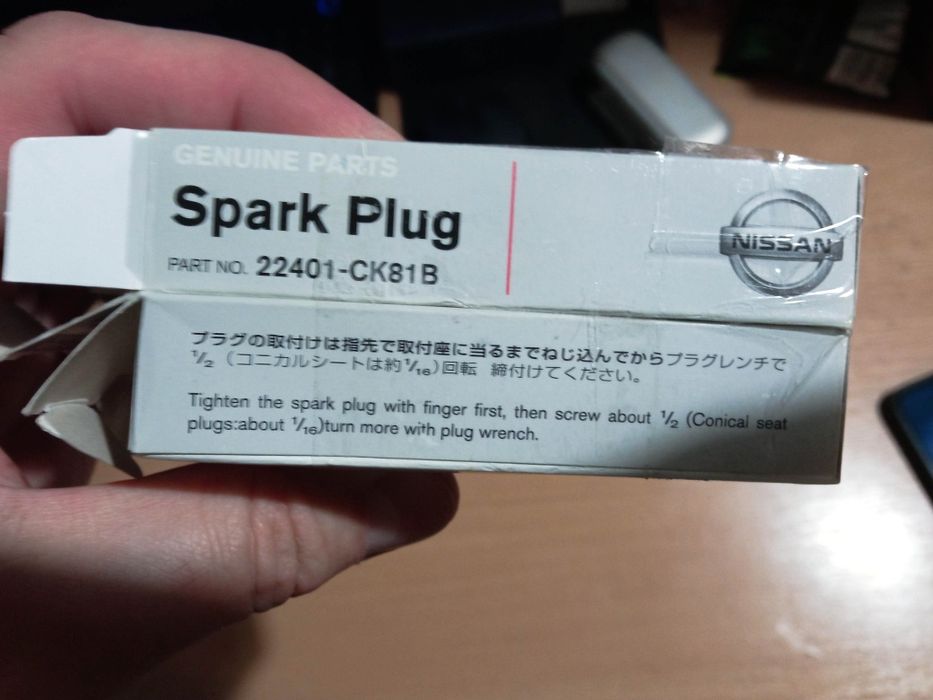 GENUINE PARTS
Spark Plug
PART NO. 22401-CK81B
NISSAN
プラグの取付けは指先で取付座に当るまでねじ込んでからプラグレンチで
1/2 (コニカルシートは約1/16)回転 締付けてください。
Tighten the spark plug with finger first, then screw about 1/2 (Conical seat
plugs:about 1/16)turn more with plug wrench.